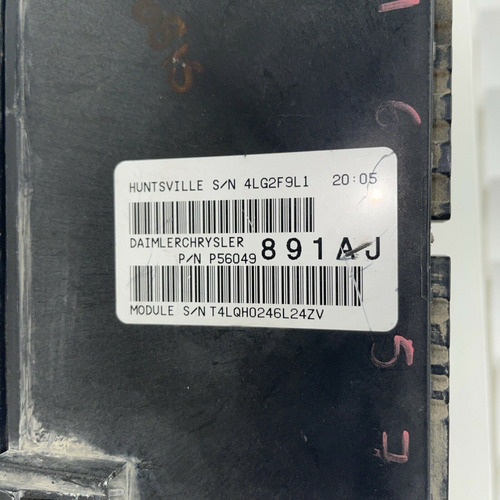 HUNTSVILLE S/N 4LG2F9L1 20:05
DAIMLERCHRYSLER
P/N P56049 891AJ
MODULE S/N T4LQH0246L24ZV